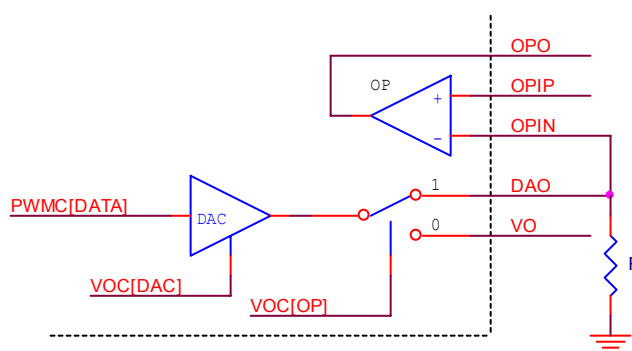 OPO
OP
OPIP
+
OPIN
−
1
DAO
PWMC[DATA]
DAC
0
VO
R
VOC[DAC]
VOC[OP]